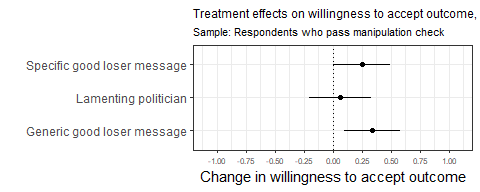 Treatment effects on willingness to accept outcome,
Sample: Respondents who pass manipulation check
Specific good loser message
Lamenting politician
Generic good loser message
-1.00 -0.75 -0.50 -0.25 0.00 0.25 0.50 0.75 1.00
Change in willingness to accept outcome